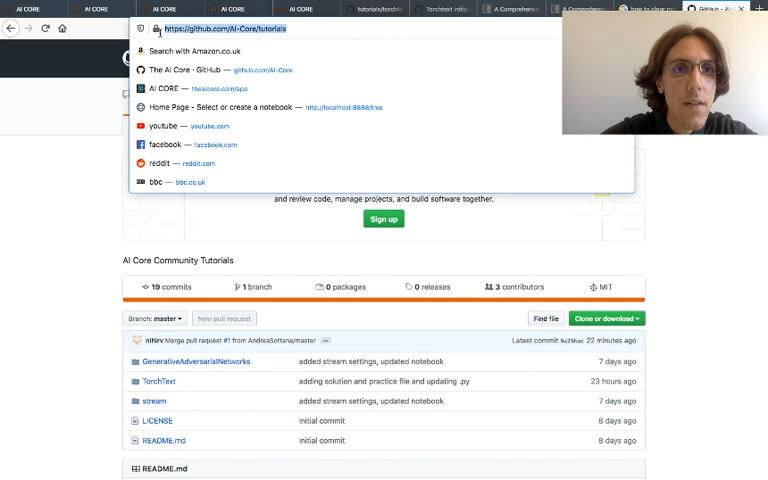 AI CORE
AI CORE
AI CORE
AI CORE
AI CORE
tutorials/torchte
Torchtext initial
A Comprehens
A Comprehens
how to clear m
GitHub - AI-C
https://github.com/AI-Core/tutorials
Search with Amazon.co.uk
The AI Core · GitHub — github.com/AI-Core
AI CORE — theaicore.com/app
Home Page - Select or create a notebook — http://localhost:8888/tree
youtube — youtube.com
facebook — facebook.com
reddit — reddit.com
bbc — bbc.co.uk
and review code, manage projects, and build software together.
Sign up
AI Core Community Tutorials
19 commits
1 branch
0 packages
0 releases
3 contributors
MIT
Branch: master
New pull request
Find file
Clone or download
nihirv Merge pull request #1 from AndreaSottana/master ...
Latest commit 9a29bac 22 minutes ago
GenerativeAdversarialNetworks added stream settings, updated notebook 7 days ago
TorchText adding solution and practice file and updating .py 23 hours ago
stream added stream settings, updated notebook 7 days ago
LICENSE Initial commit 8 days ago
README.md Initial commit 8 days ago
README.md